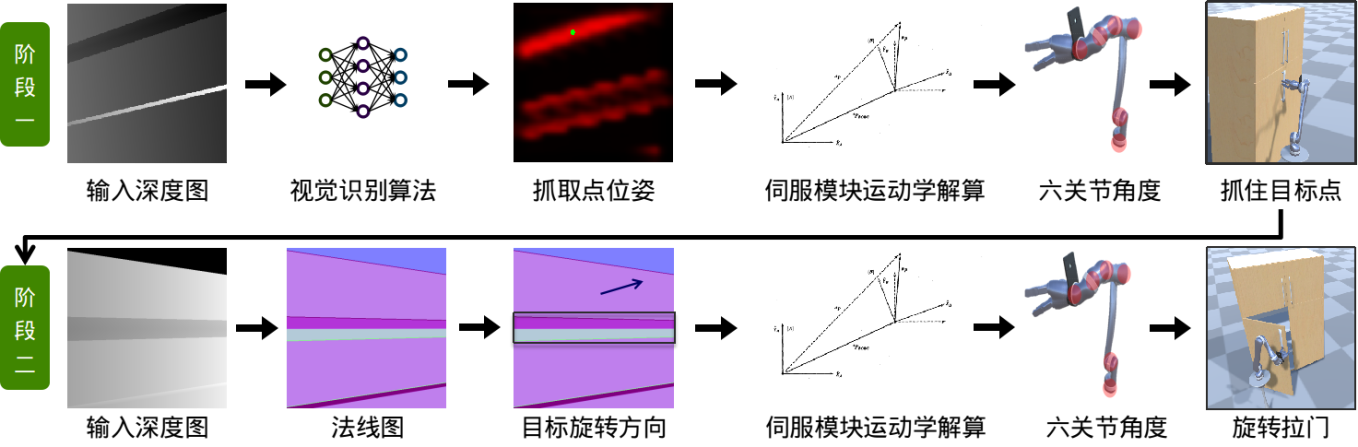 阶段一
输入深度图
视觉识别算法
抓取点位姿
伺服模块运动学解算
六关节角度
抓住目标点
阶段二
输入深度图
法线图
目标旋转方向
伺服模块运动学解算
六关节角度
旋转拉门